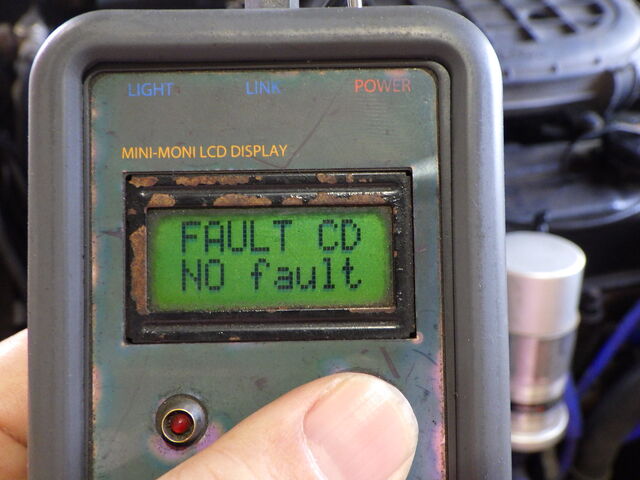 LIGHT LINK POWER
MINI-MONI LCD DISPLAY
FAULT CD
NO fault